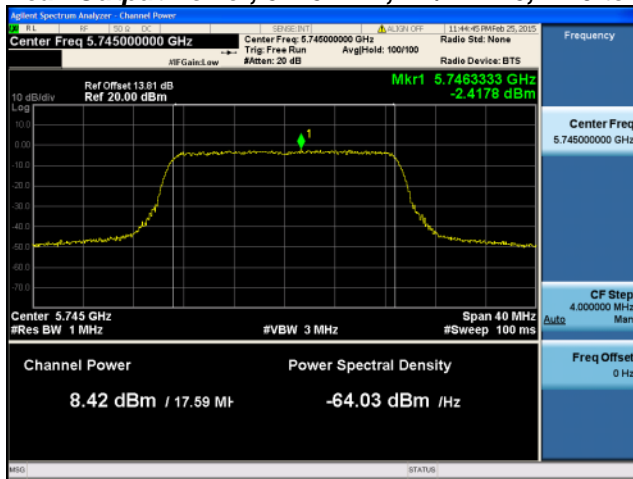 Agilent Spectrum Analyzer - Channel Power
RL RF 50 Ω DC SENSE:INT ALIGN OFF 11:44:45 PM Feb 25, 2015
Center Freq 5.745000000 GHz
Center Freq: 5.745000000 GHz
Radio Std: None
Trig: Free Run Avg|Hold: 100/100
#IFGain:Low #Atten: 20 dB Radio Device: BTS
Frequency
Mkr1 5.7463333 GHz
-2.4178 dBm
Ref Offset 13.81 dB
10 dB/div Ref 20.00 dBm
Log
10.0
0.00
-10.0
-20.0
-30.0
-40.0
-50.0
-60.0
-70.0
1
Center 5.745 GHz Span 40 MHz
#Res BW 1 MHz #VBW 3 MHz #Sweep 100 ms
Channel Power Power Spectral Density
8.42 dBm / 17.59 MH -64.03 dBm /Hz
Center Freq
5.745000000 GHz
CF Step
4.000000 MHz
Auto Man
Freq Offset
0 Hz
MSG STATUS